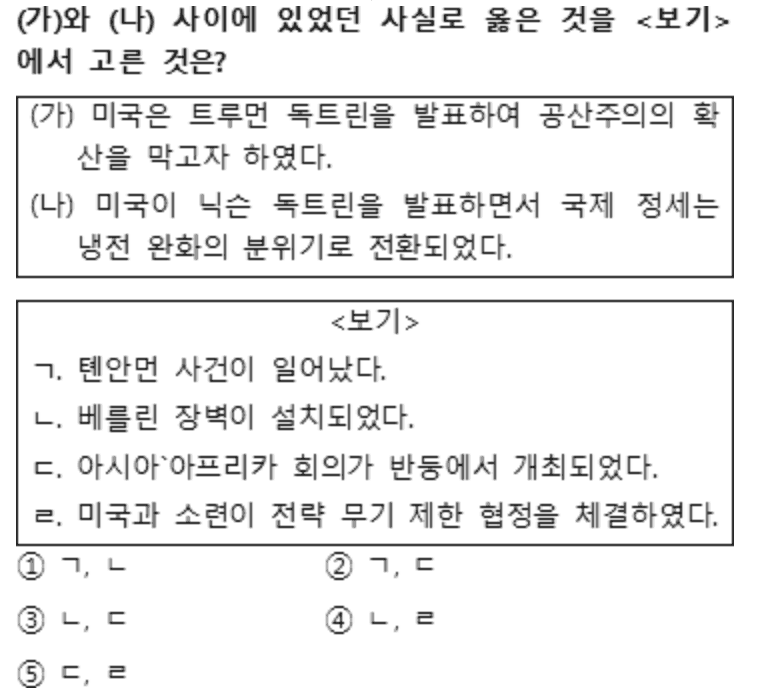 (가)와 (나) 사이에 있었던 사실로 옳은 것을 <보기>
에서 고른 것은?
(가) 미국은 트루먼 독트린을 발표하여 공산주의의 확
산을 막고자 하였다.
(나) 미국이 닉슨 독트린을 발표하면서 국제 정세는
냉전 완화의 분위기로 전환되었다.
<보기>
ㄱ. 톈안먼 사건이 일어났다.
ㄴ. 베를린 장벽이 설치되었다.
ㄷ. 아시아`아프리카 회의가 반둥에서 개최되었다.
ㄹ. 미국과 소련이 전략 무기 제한 협정을 체결하였다.
① ㄱ, ㄴ ② ㄱ, ㄷ
③ ㄴ, ㄷ ④ ㄴ, ㄹ
⑤ ㄷ, ㄹ